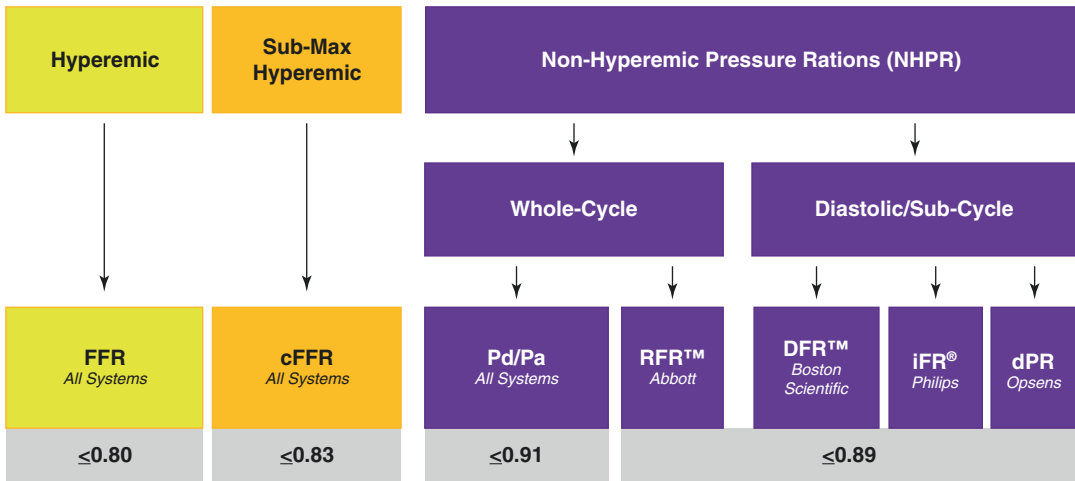 Hyperemic
Sub-Max
Hyperemic
Non-Hyperemic Pressure Rations (NHPR)
Whole-Cycle
Diastolic/Sub-Cycle
FFR
All Systems
cFFR
All Systems
Pd/Pa
All Systems
RFR™
Abbott
DFR™
Boston
Scientific
iFR®
Philips
dPR
Opsens
≤0.80
≤0.83
≤0.91
≤0.89